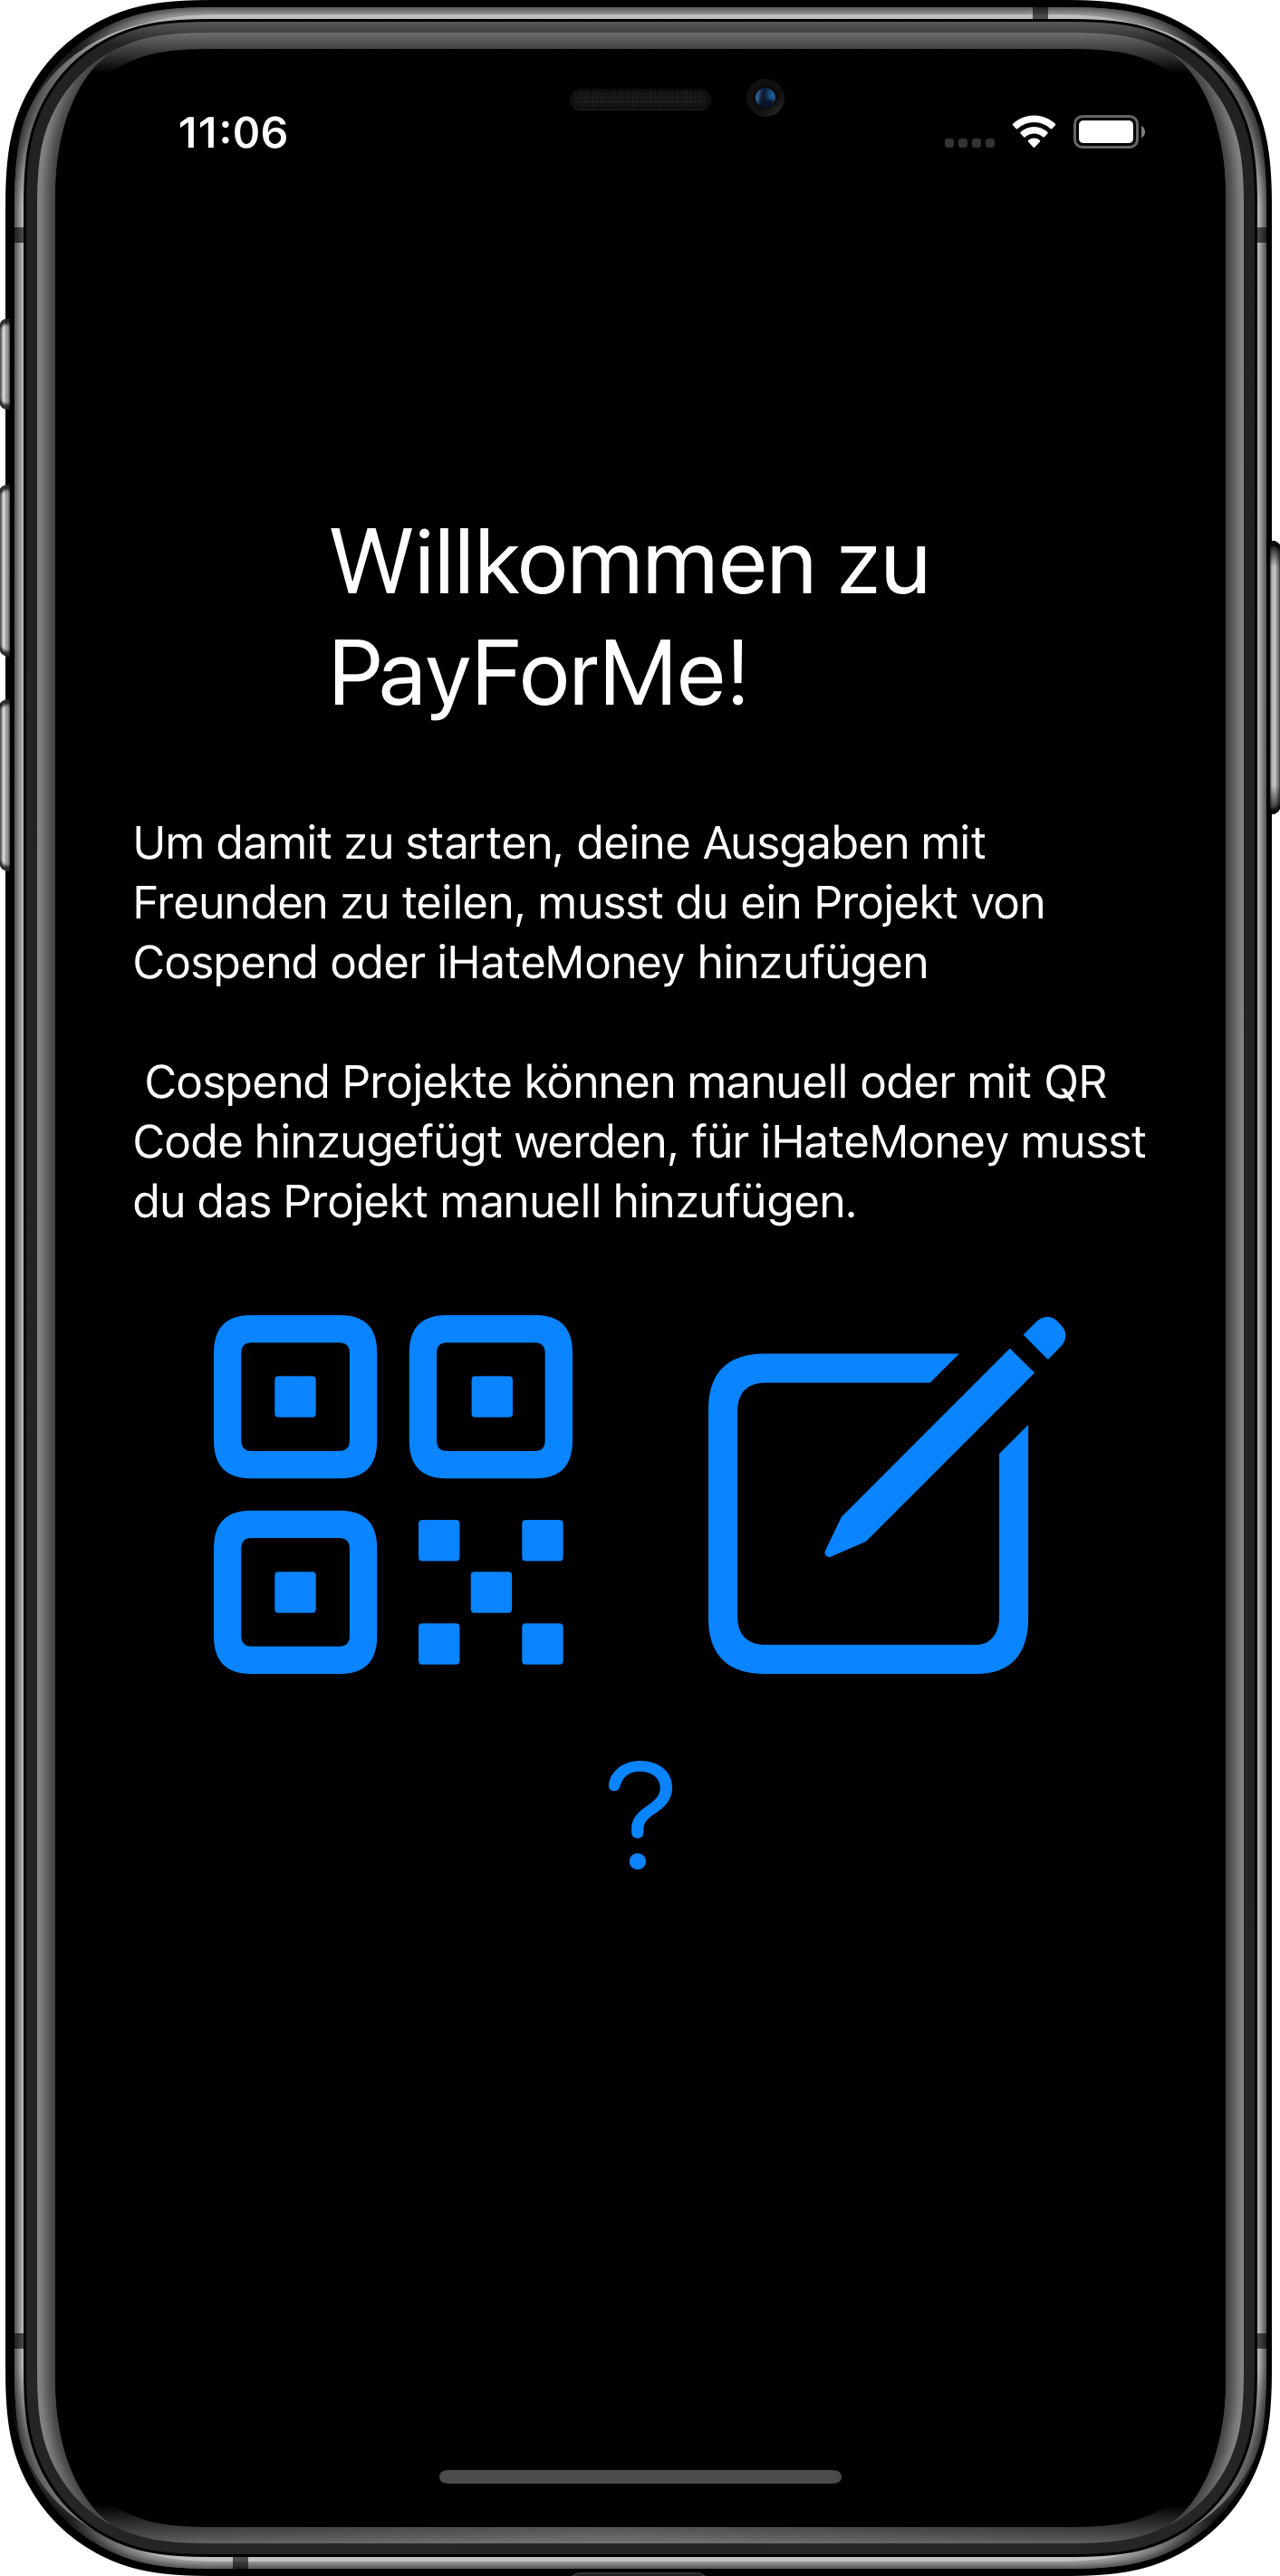 11:06
Willkommen zu
PayForMe!
Um damit zu starten, deine Ausgaben mit
Freunden zu teilen, musst du ein Projekt von
Cospend oder iHateMoney hinzufügen
Cospend Projekte können manuell oder mit QR
Code hinzugefügt werden, für iHateMoney musst
du das Projekt manuell hinzufügen.
?